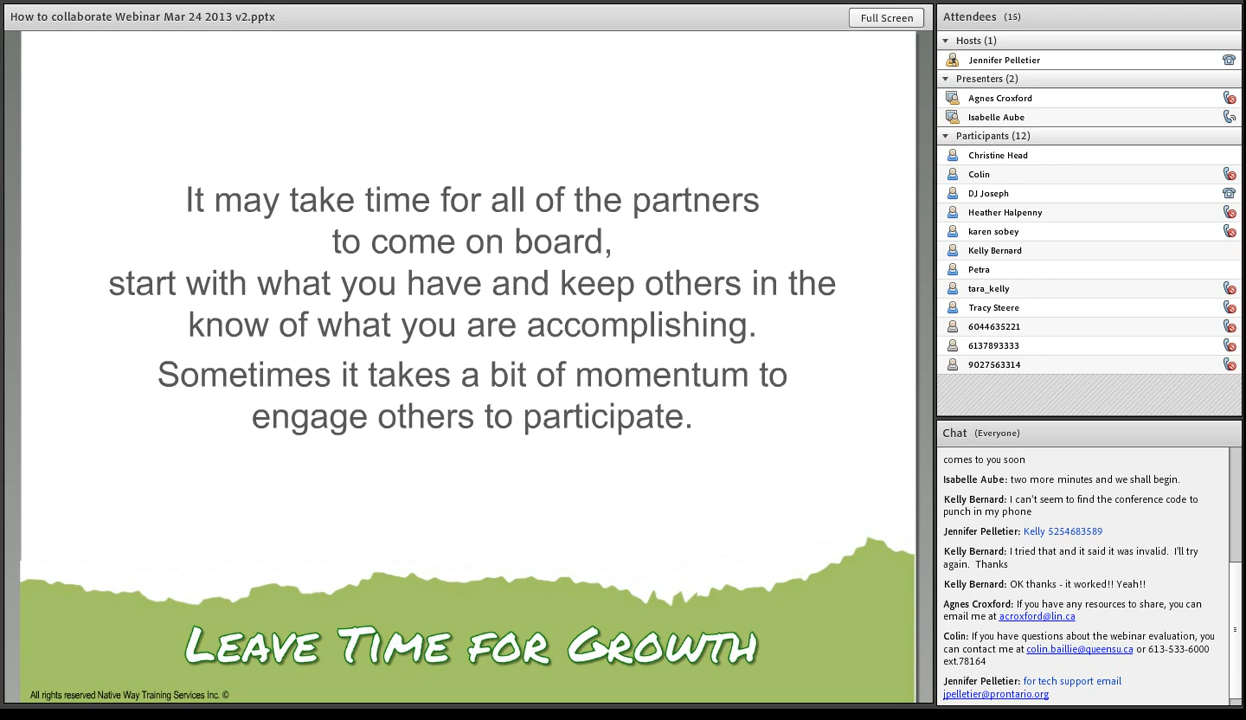 How to collaborate Webinar Mar 24 2013 v2.pptx
Full Screen
It may take time for all of the partners
to come on board,
start with what you have and keep others in the
know of what you are accomplishing.
Sometimes it takes a bit of momentum to
engage others to participate.
Leave Time for Growth
All rights reserved Native Way Training Services Inc. ©
Attendees (15)
Hosts (1)
Jennifer Pelletier
Presenters (2)
Agnes Croxford
Isabelle Aube
Participants (12)
Christine Head
Colin
DJ Joseph
Heather Halpenny
karen sobey
Kelly Bernard
Petra
tara_kelly
Tracy Steere
6044635221
6137893333
9027563314
Chat (Everyone)
comes to you soon
Isabelle Aube: two more minutes and we shall begin.
Kelly Bernard: I can't seem to find the conference code to
punch in my phone
Jennifer Pelletier: Kelly 5254683589
Kelly Bernard: I tried that and it said it was invalid. I'll try
again. Thanks
Kelly Bernard: OK thanks - it worked!! Yeah!!
Agnes Croxford: If you have any resources to share, you can
email me at acroxford@lin.ca
Colin: If you have questions about the webinar evaluation, you
can contact me at colin.baillie@queensu.ca or 613-533-6000
ext.78164
Jennifer Pelletier: for tech support email
jpelletier@prontario.org